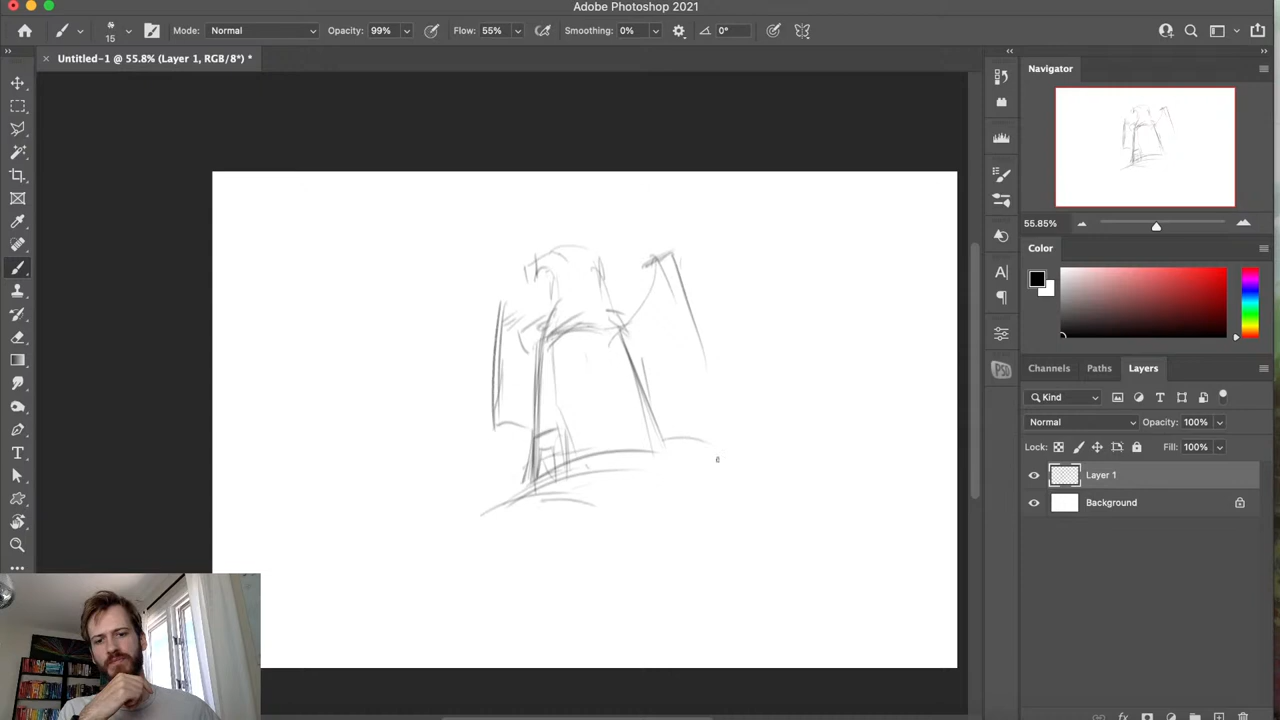 Adobe Photoshop 2021
15
Mode: Normal Opacity: 99% Flow: 55% Smoothing: 0% 0°
Untitled-1 @ 55.8% (Layer 1, RGB/8*) *
Navigator
55.85%
Color
Channels Paths Layers
Kind
Normal Opacity: 100%
Lock: Fill: 100%
Layer 1
Background